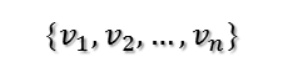 {v₁, v₂, ..., vₙ}